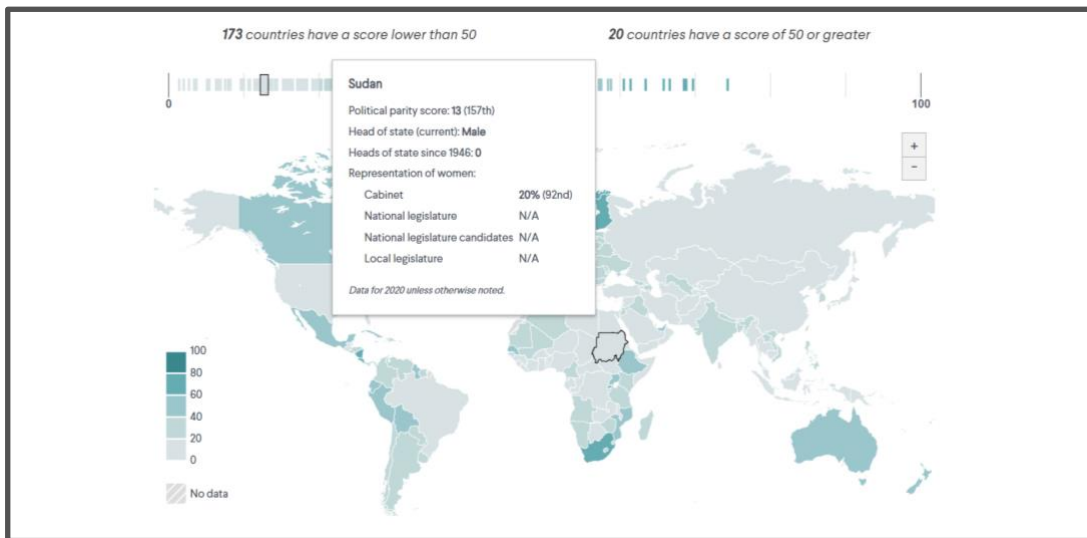 173 countries have a score lower than 50
20 countries have a score of 50 or greater
0
100
Sudan
Political parity score: 13 (157th)
Head of state (current): Male
Heads of state since 1946: 0
Representation of women:
Cabinet 20% (92nd)
National legislature N/A
National legislature candidates N/A
Local legislature N/A
Data for 2020 unless otherwise noted.
+
-
100
80
60
40
20
0
No data